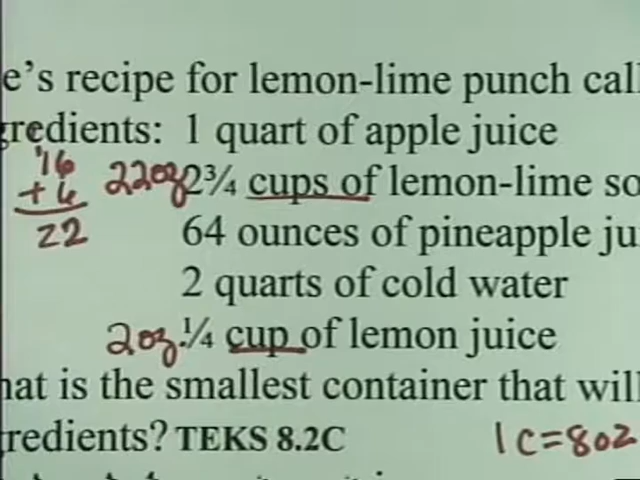 e's recipe for lemon-lime punch call
gredients: 1 quart of apple juice
16
22oz 2¾ cups of lemon-lime so
+ 6
22
64 ounces of pineapple ju
2 quarts of cold water
2oz. ¼ cup of lemon juice
hat is the smallest container that will
gredients? TEKS 8.2C
1 c = 8oz